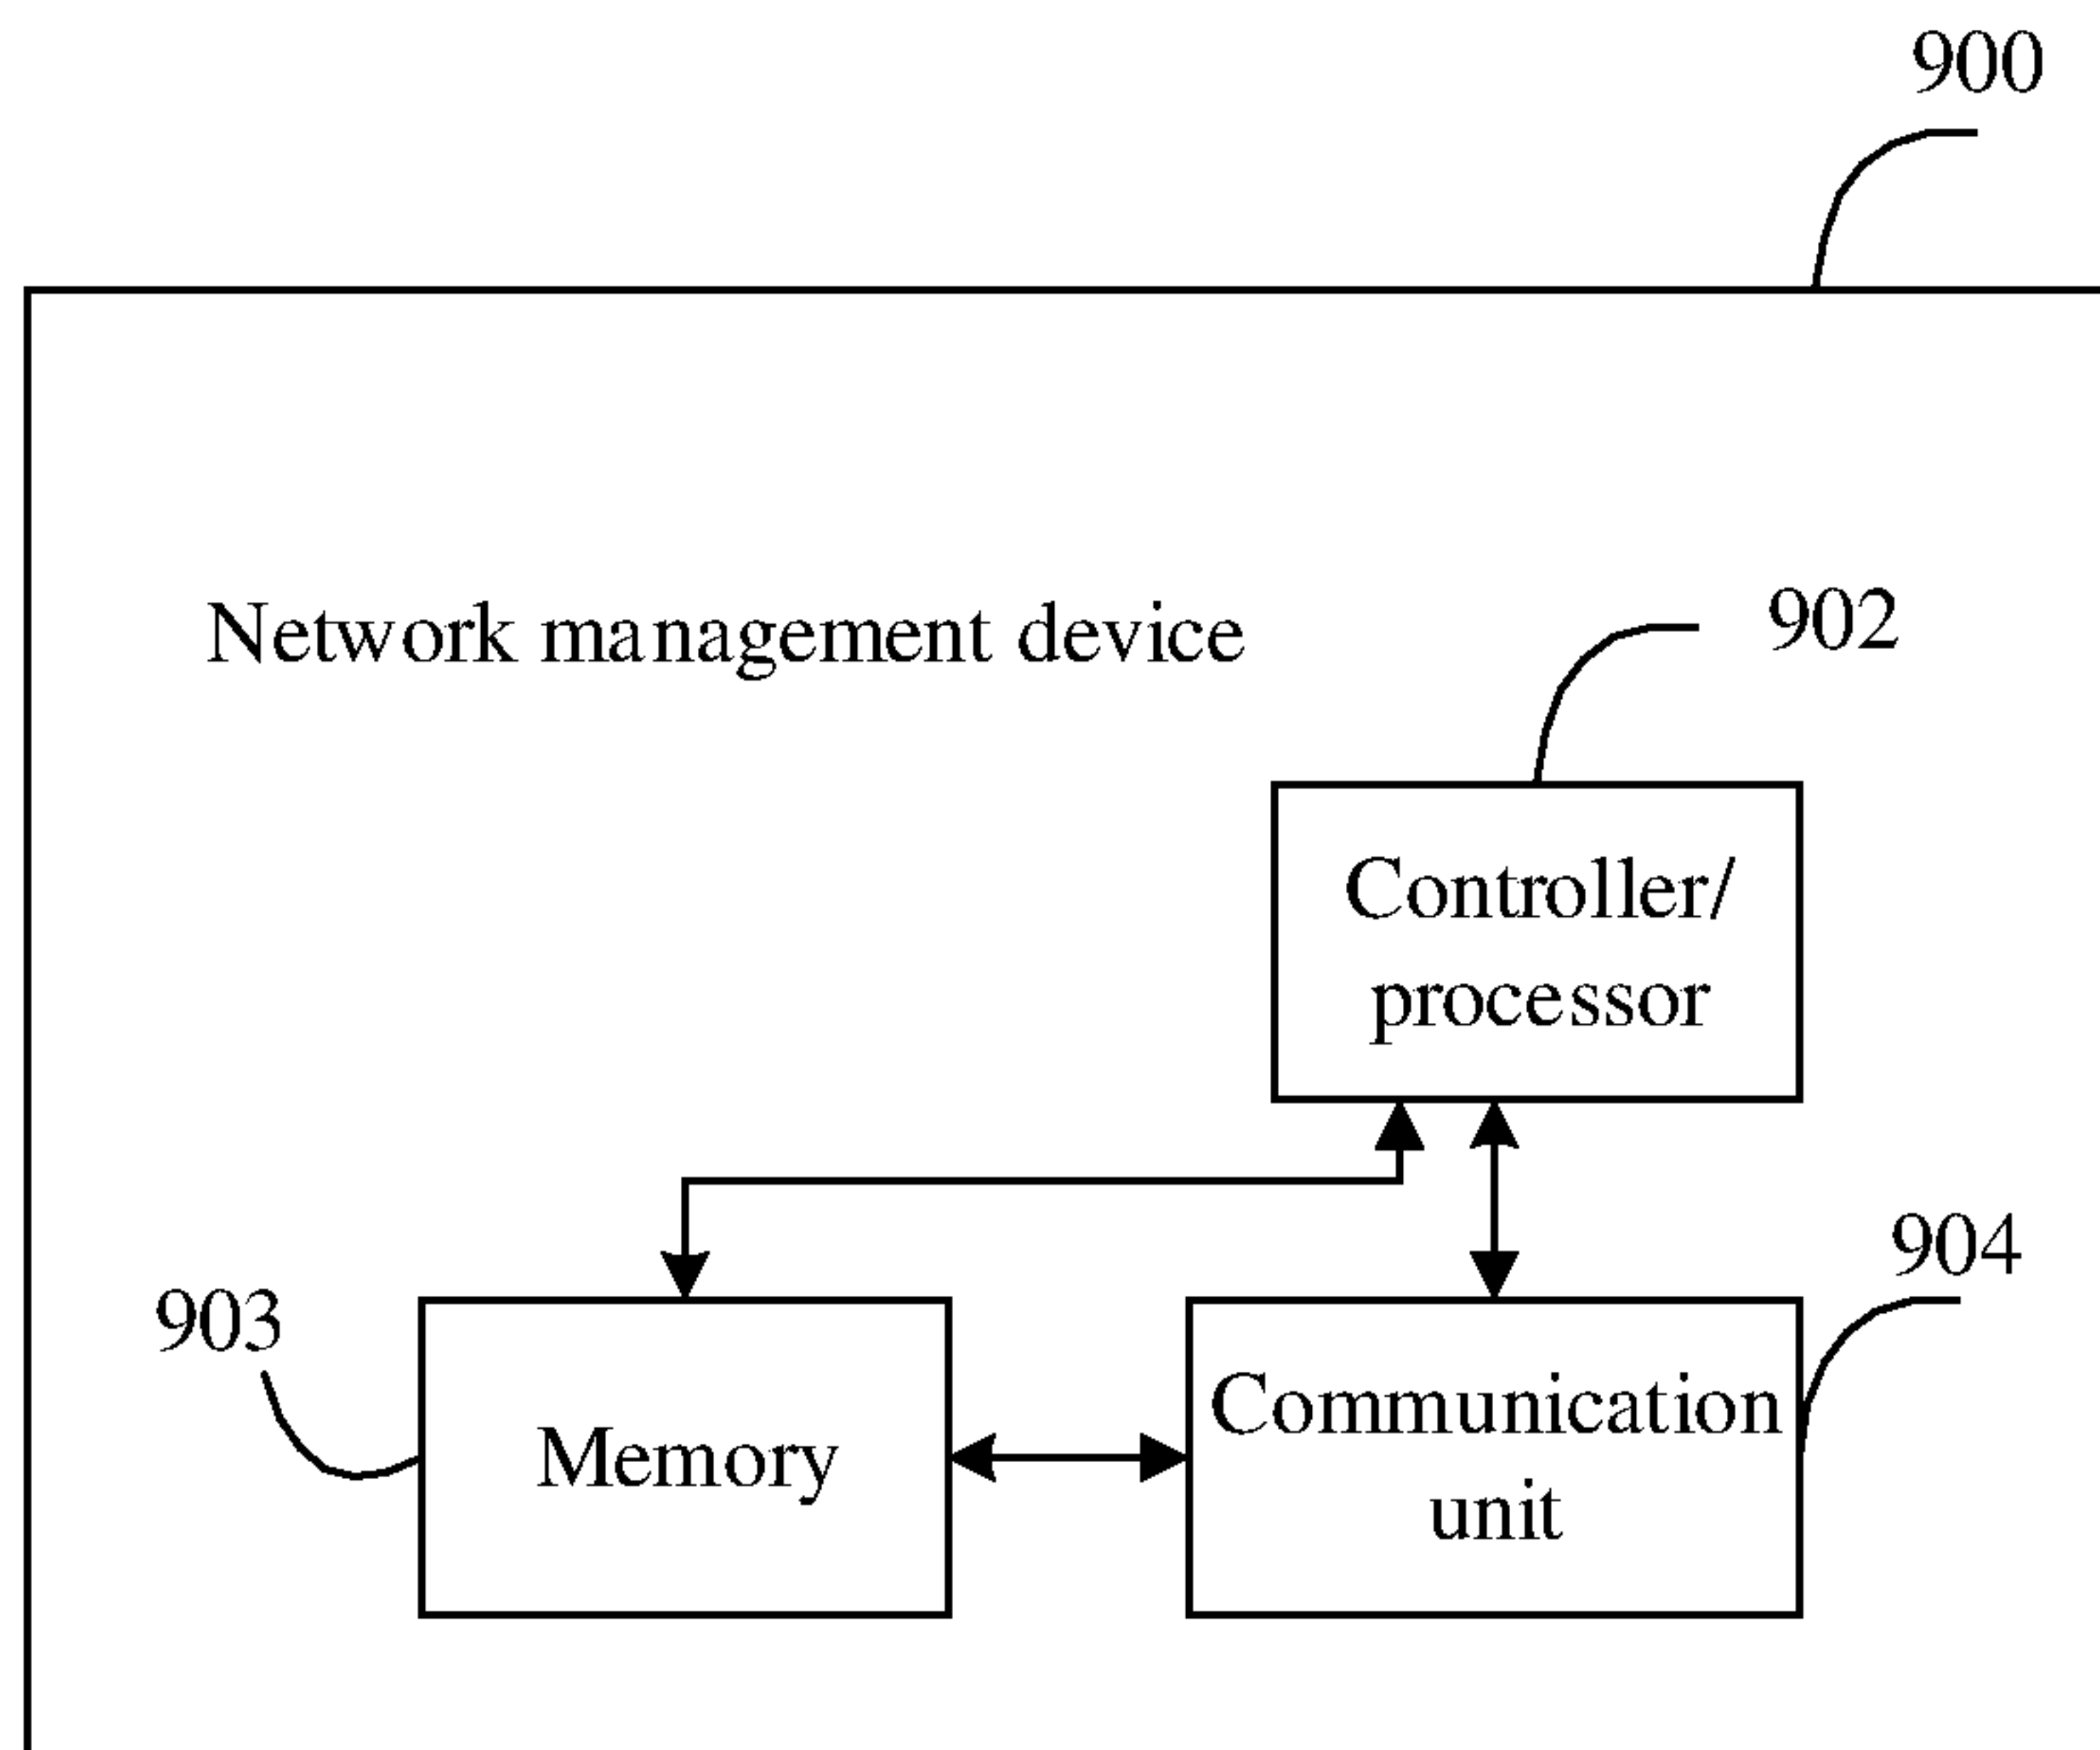 900
Network management device
902
Controller/
processor
904
903
Communication
Memory
unit